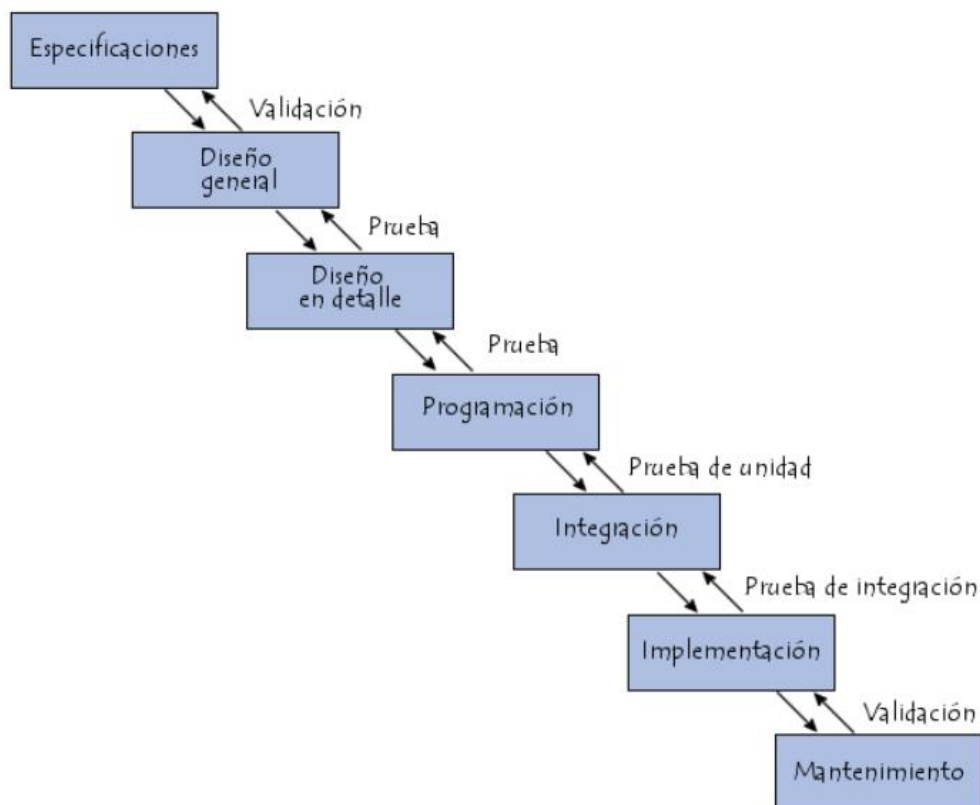 Especificaciones
Validación
Diseño
general
Prueba
Diseño
en detalle
Prueba
Programación
Prueba de unidad
Integración
Prueba de integración
Implementación
Validación
Mantenimiento